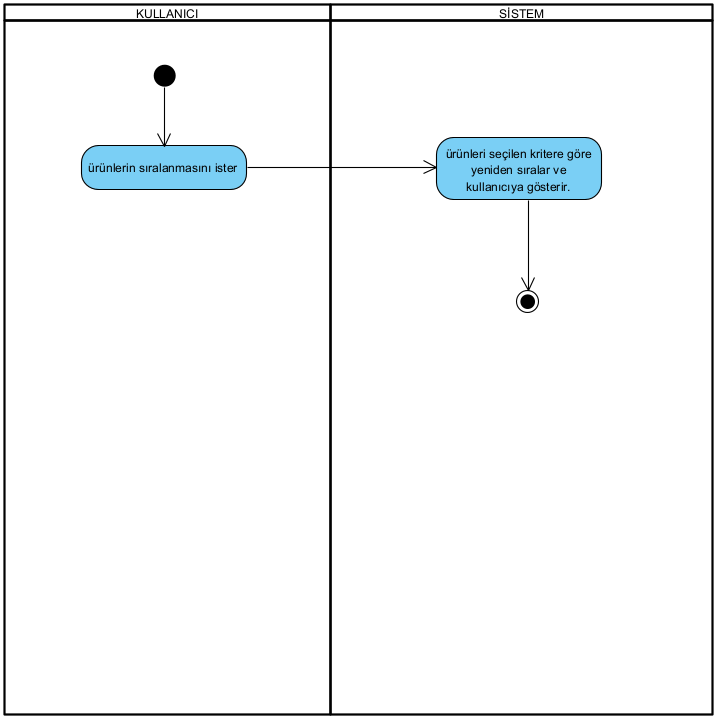 KULLANICI
SİSTEM
ürünlerin sıralanmasını ister
ürünleri seçilen kritere göre
yeniden sıralar ve
kullanıcıya gösterir.